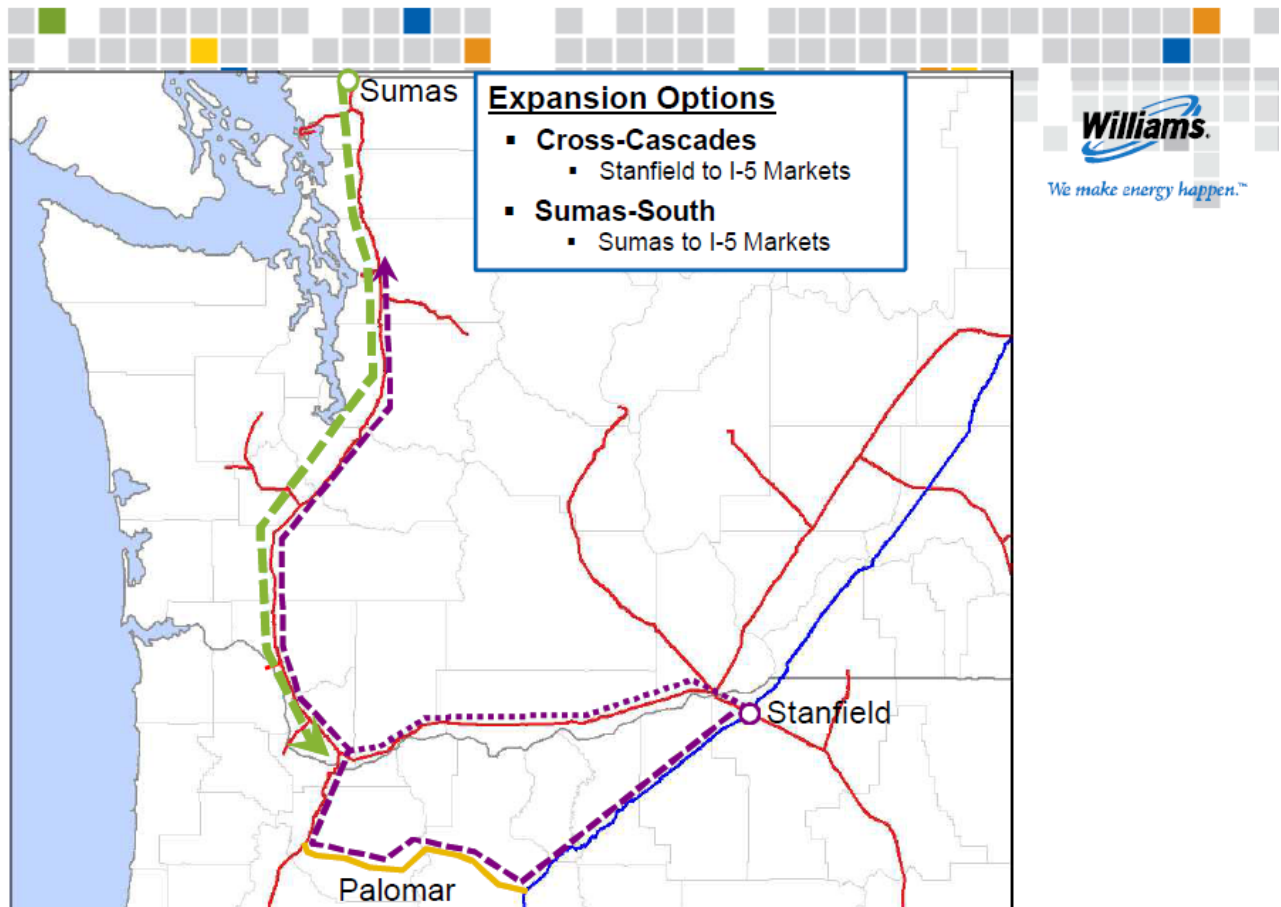 Sumas
Expansion Options
▪ Cross-Cascades
▪ Stanfield to I-5 Markets
▪ Sumas-South
▪ Sumas to I-5 Markets
Williams.
We make energy happen.™
Stanfield
Palomar